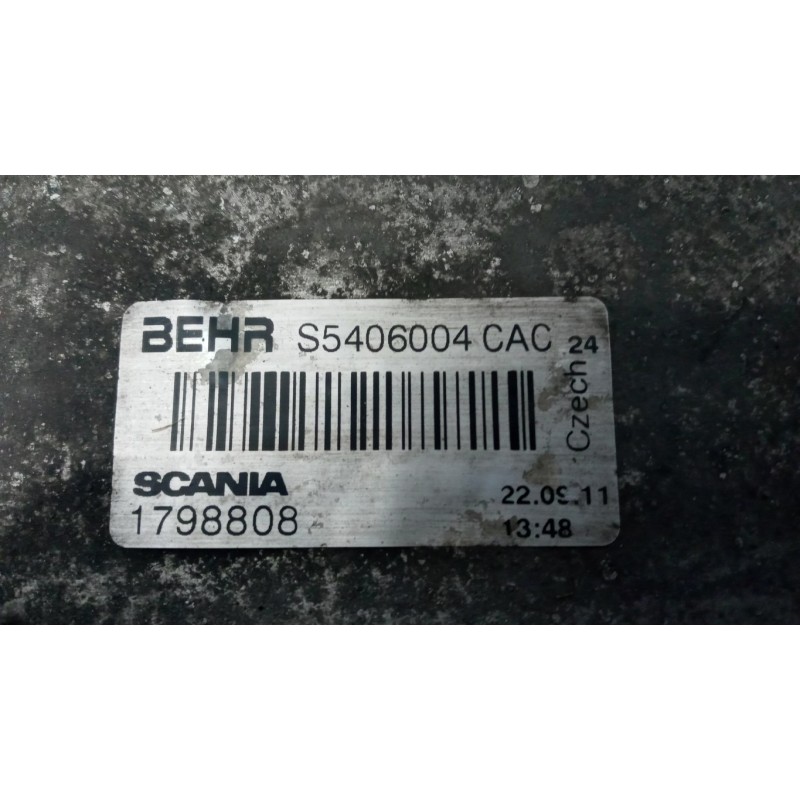 BEHR S5406004 CAC 24
Czech
SCANIA
22.09.11
1798808
13:48